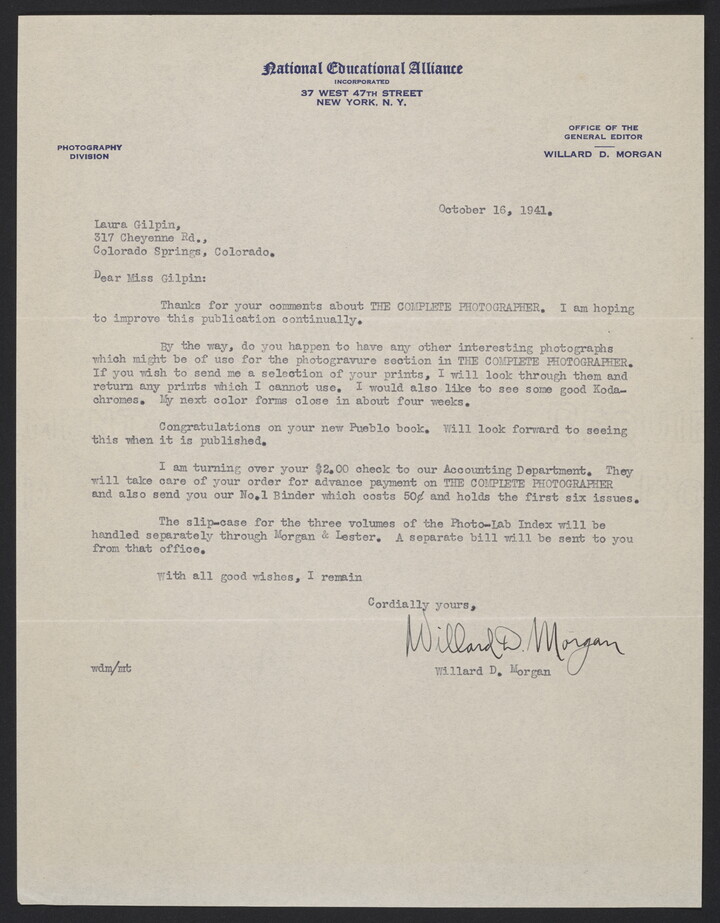 National Educational Alliance
INCORPORATED
37 WEST 47TH STREET
NEW YORK, N. Y.
OFFICE OF THE
GENERAL EDITOR
WILLARD D. MORGAN
PHOTOGRAPHY
DIVISION
October 16, 1941.
Laura Gilpin,
317 Cheyenne Rd.,
Colorado Springs, Colorado.
Dear Miss Gilpin:
Thanks for your comments about THE COMPLETE PHOTOGRAPHER. I am hoping
to improve this publication continually.
By the way, do you happen to have any other interesting photographs
which might be of use for the photogravure section in THE COMPLETE PHOTOGRAPHER.
If you wish to send me a selection of your prints, I will look through them and
return any prints which I cannot use. I would also like to see some good Koda-
chromes. My next color forms close in about four weeks.
Congratulations on your new Pueblo book. Will look forward to seeing
this when it is published.
I am turning over your $2.00 check to our Accounting Department. They
will take care of your order for advance payment on THE COMPLETE PHOTOGRAPHER
and also send you our No.1 Binder which costs 50¢ and holds the first six issues.
The slip-case for the three volumes of the Photo-Lab Index will be
handled separately through Morgan & Lester. A separate bill will be sent to you
from that office.
With all good wishes, I remain
Cordially yours,
Willard D. Morgan
Willard D. Morgan
wdm/mt